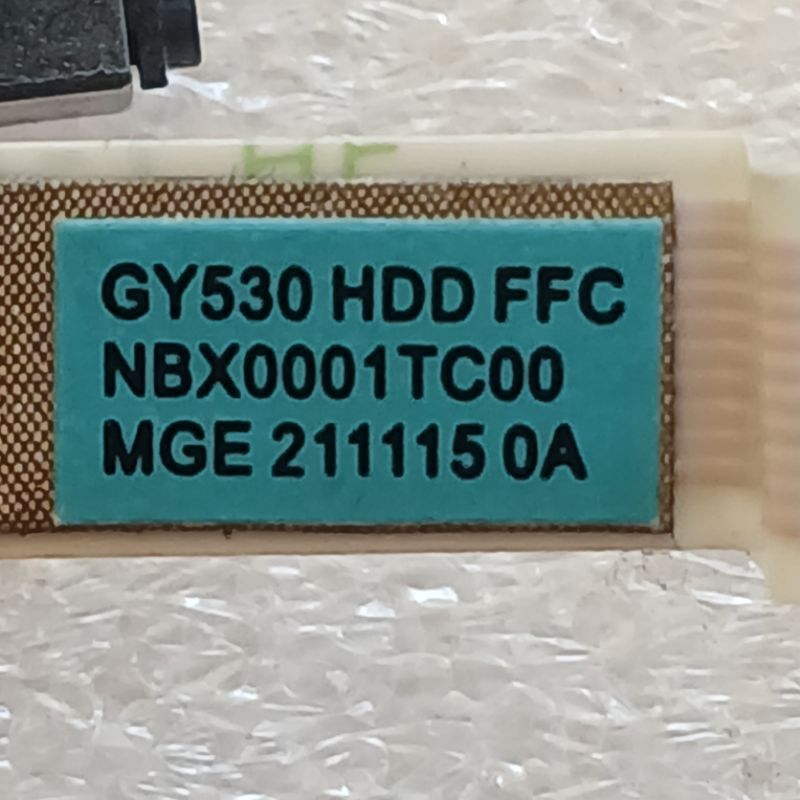 GY530 HDD FFC
NBX0001TC00
MGE 211115 0A